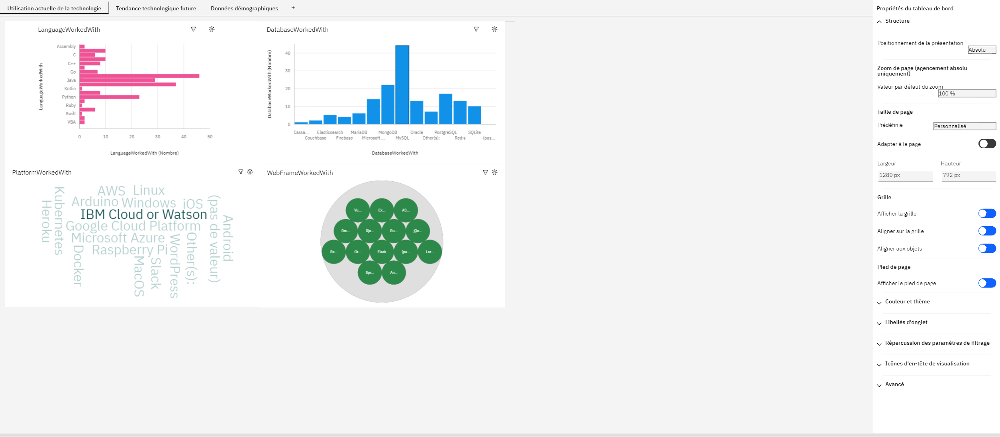 Utilisation actuelle de la technologie
Tendance technologique future
Données démographiques
+
LanguageWorkedWith
LanguageWorkedWith
Assembly
C
C++
Go
Java
Kotlin
Python
Ruby
Swift
VBA
0 10 20 30 40 50
LanguageWorkedWith (Nombre)
DatabaseWorkedWith
DatabaseWorkedWith (Nombre)
40
30
20
10
0
Cassa... Elasticsearch MariaDB MongoDB Oracle PostgreSQL SQLite
Couchbase Firebase Microsoft ... MySQL Other(s): Redis (pas...
DatabaseWorkedWith
PlatformWorkedWith
AWS Linux
Arduino Windows iOS
IBM Cloud or Watson
Google Cloud Platform
Microsoft Azure
Raspberry Pi
Heroku
Kubernetes
Docker
MacOS
Slack
WordPress
Other(s):
(pas de valeur)
Android
WebFrameWorkedWith
Vu... Ex... AS...
Dru... Dja... Ru... jQu...
Re... Ot... Flask (pa... Lar...
Spr... An...
Propriétés du tableau de bord
Structure
Positionnement de la présentation
Absolu
Zoom de page (agencement absolu
uniquement)
Valeur par défaut du zoom
100 %
Taille de page
Prédéfinie
Personnalisé
Adapter à la page
Largeur Hauteur
1280 px 792 px
Grille
Afficher la grille
Aligner sur la grille
Aligner aux objets
Pied de page
Afficher le pied de page
Couleur et thème
Libellés d'onglet
Répercussion des paramètres de filtrage
Icônes d'en-tête de visualisation
Avancé